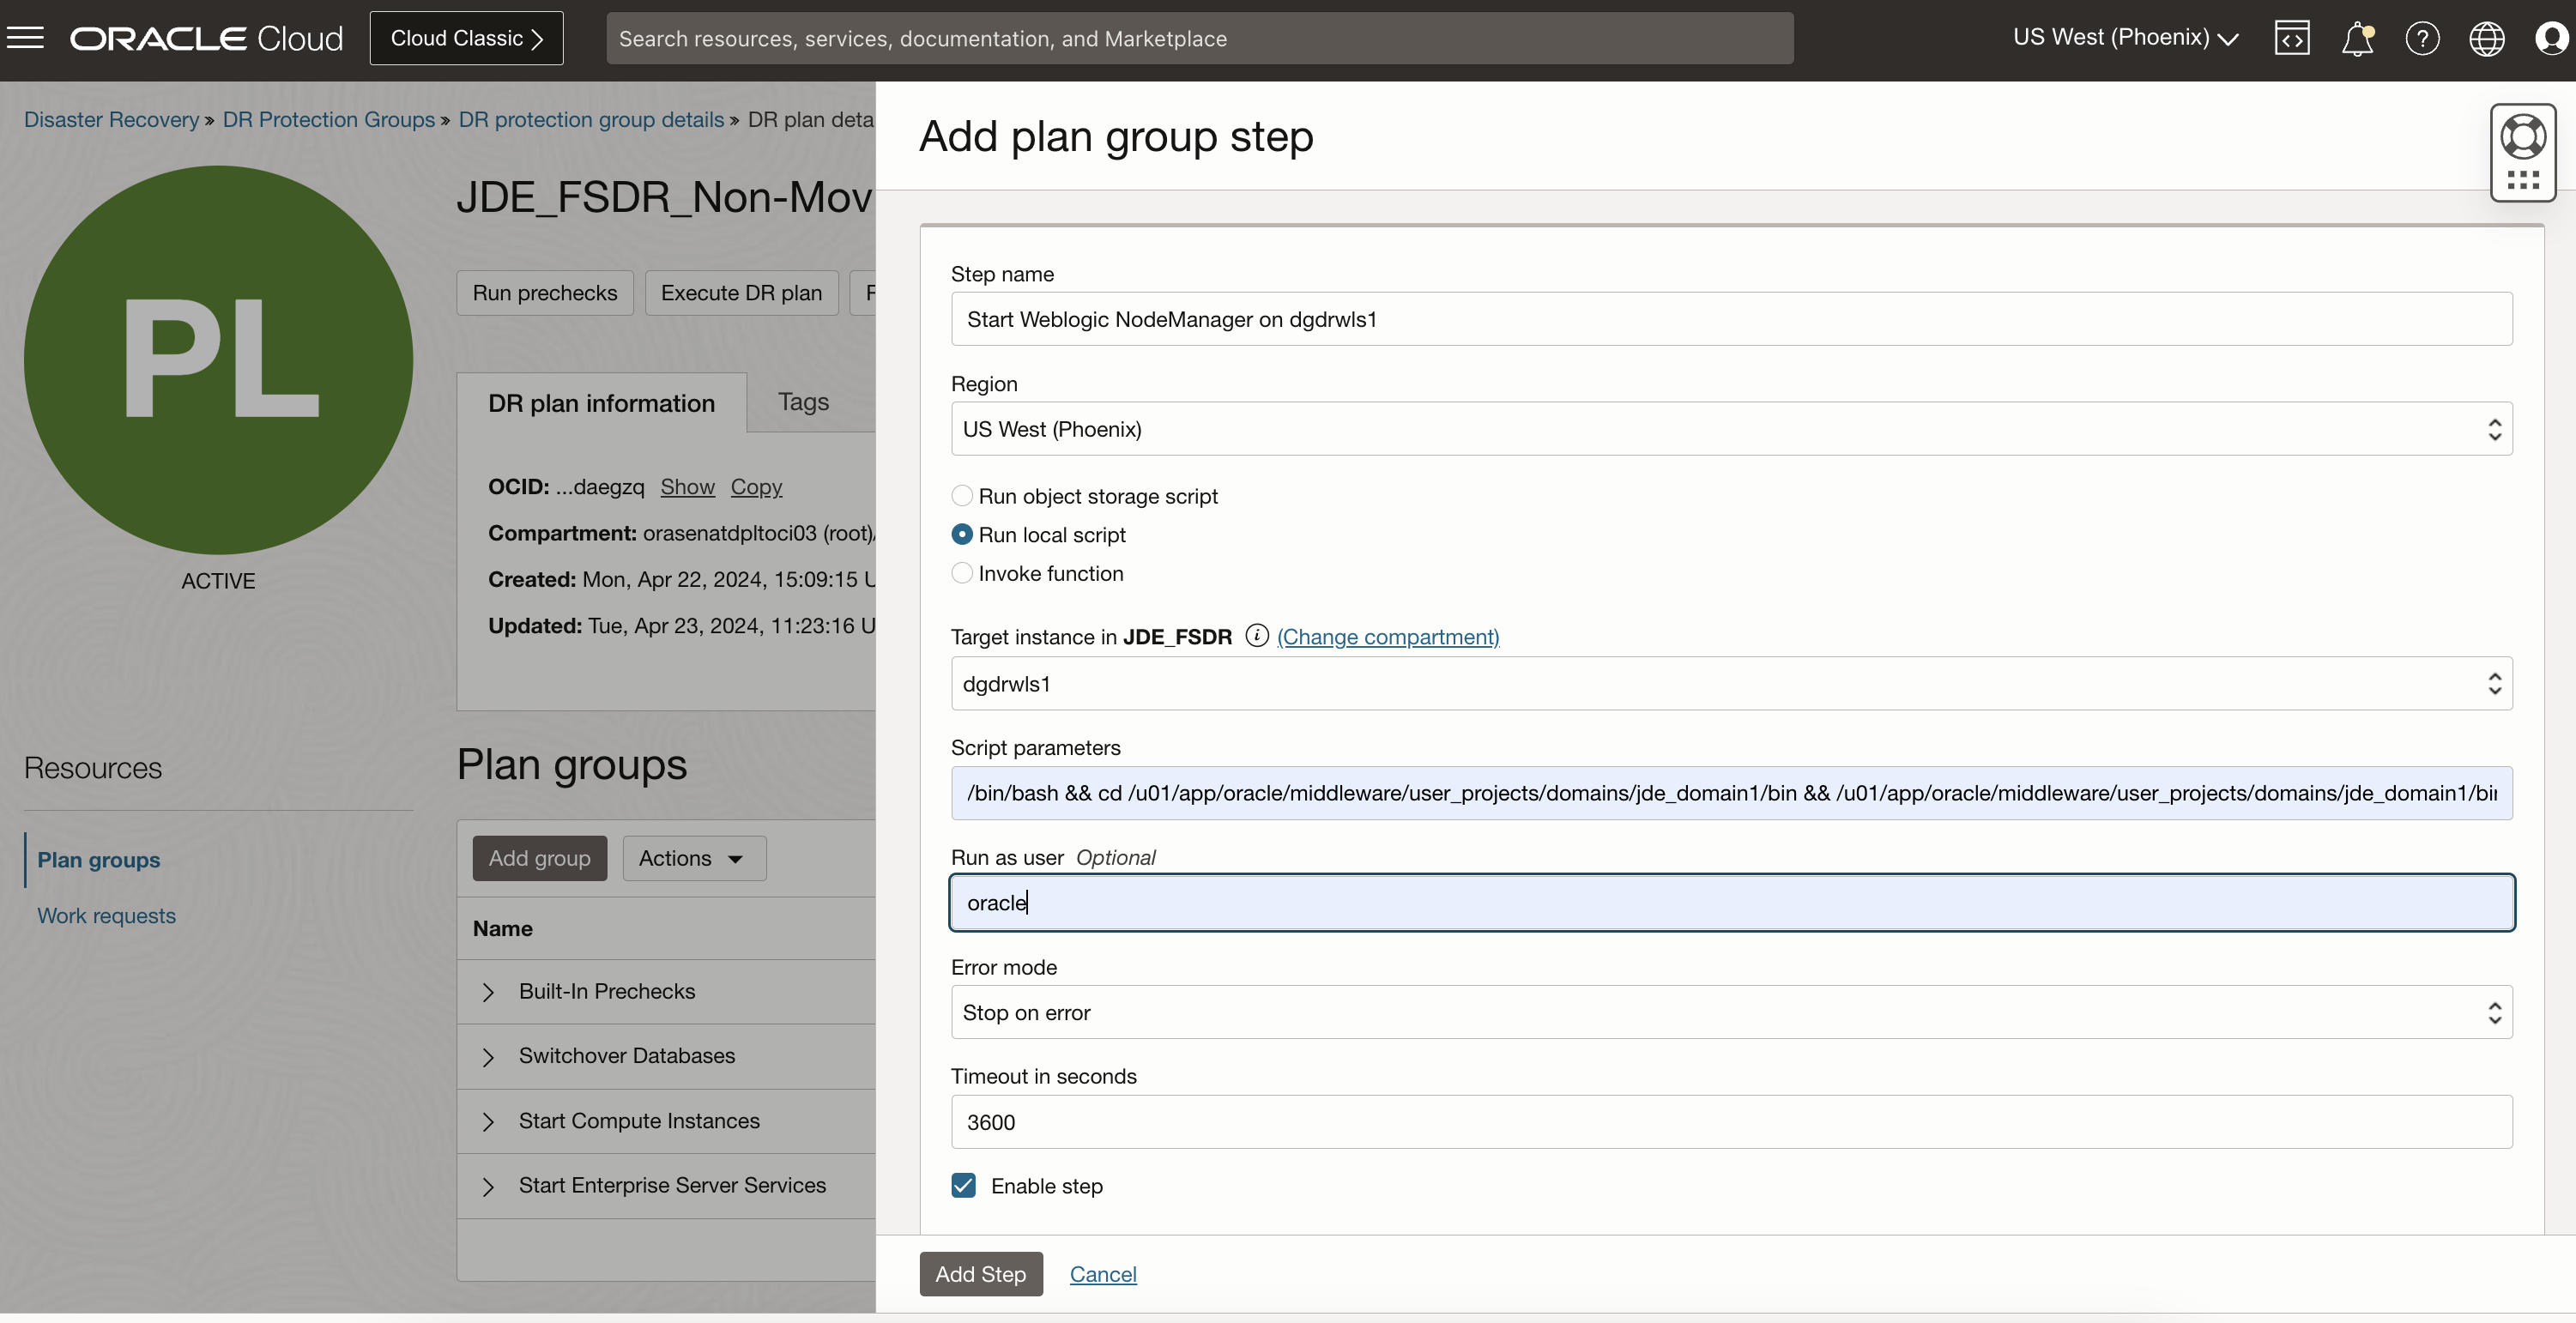 ORACLE Cloud
Cloud Classic
Search resources, services, documentation, and Marketplace
US West (Phoenix)
Disaster Recovery » DR Protection Groups » DR protection group details » DR plan deta
PL
ACTIVE
JDE_FSDR_Non-Mov
Run prechecks
Execute DR plan
DR plan information
Tags
OCID: ...daegzq Show Copy
Compartment: orasenatdpltoci03 (root)/
Created: Mon, Apr 22, 2024, 15:09:15 U
Updated: Tue, Apr 23, 2024, 11:23:16 U
Resources
Plan groups
Work requests
Plan groups
Add group
Actions
Name
Built-In Prechecks
Switchover Databases
Start Compute Instances
Start Enterprise Server Services
Add plan group step
Step name
Start Weblogic NodeManager on dgdrwls1
Region
US West (Phoenix)
Run object storage script
Run local script
Invoke function
Target instance in JDE_FSDR (Change compartment)
dgdrwls1
Script parameters
/bin/bash && cd /u01/app/oracle/middleware/user_projects/domains/jde_domain1/bin && /u01/app/oracle/middleware/user_projects/domains/jde_domain1/bin
Run as user Optional
oracle
Error mode
Stop on error
Timeout in seconds
3600
Enable step
Add Step
Cancel